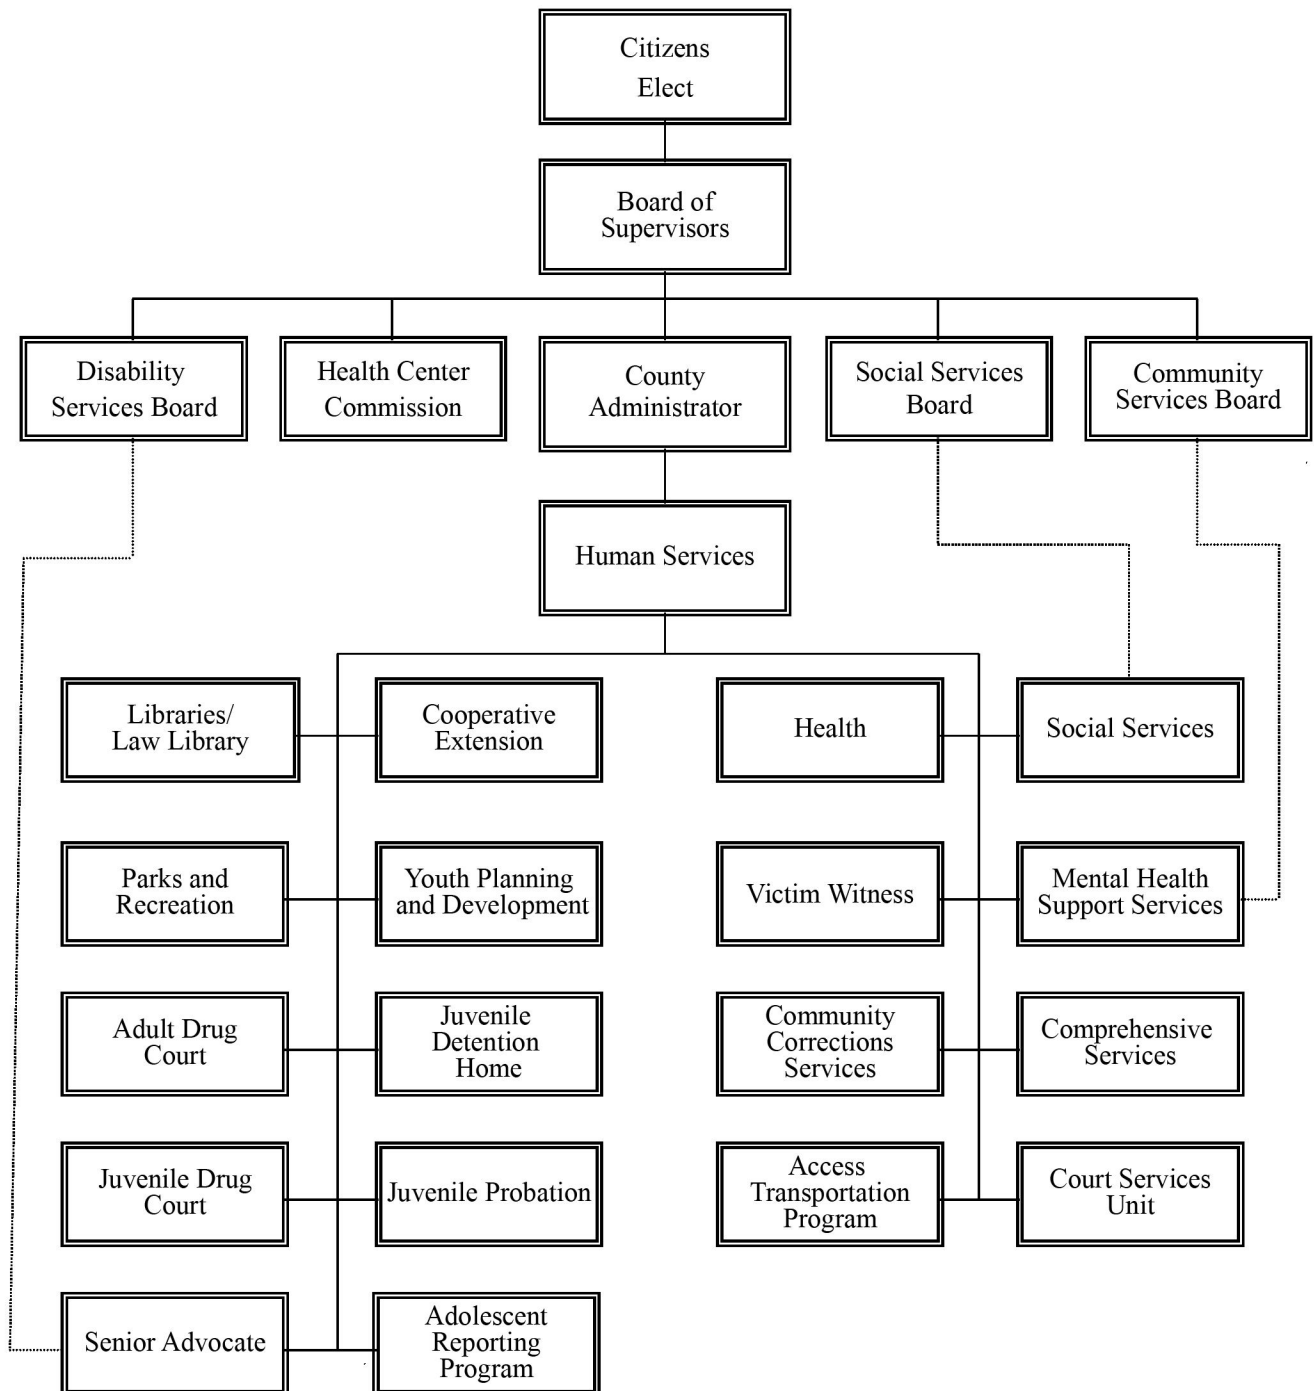 Citizens
Elect
Board of
Supervisors
Disability
Services Board
Health Center
Commission
County
Administrator
Social Services
Board
Community
Services Board
Human Services
Libraries/
Law Library
Cooperative
Extension
Health
Social Services
Parks and
Recreation
Youth Planning
and Development
Victim Witness
Mental Health
Support Services
Adult Drug
Court
Juvenile
Detention
Home
Community
Corrections
Services
Comprehensive
Services
Juvenile Drug
Court
Juvenile Probation
Access
Transportation
Program
Court Services
Unit
Senior Advocate
Adolescent
Reporting
Program